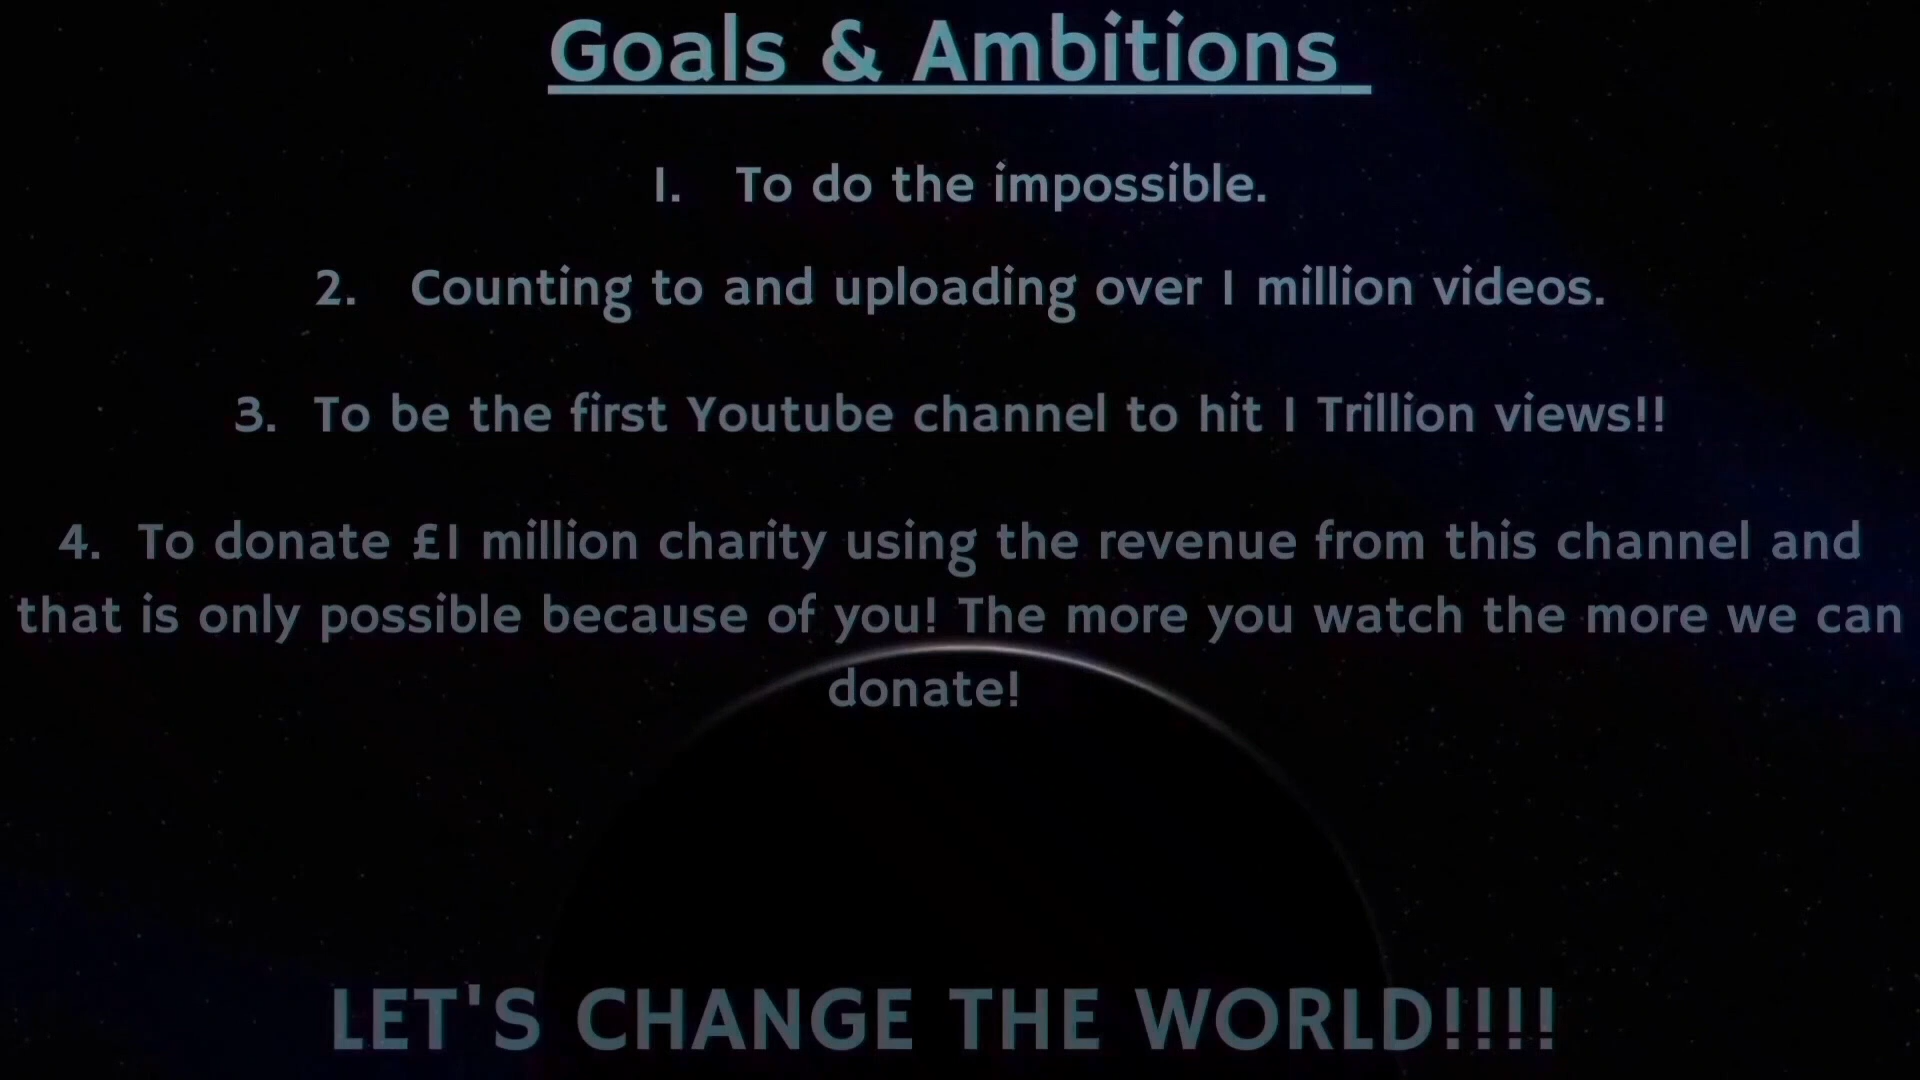 Goals & Ambitions
1. To do the impossible.
2. Counting to and uploading over 1 million videos.
3. To be the first Youtube channel to hit 1 Trillion views!!
4. To donate £1 million charity using the revenue from this channel and
that is only possible because of you! The more you watch the more we can
donate!
LET'S CHANGE THE WORLD!!!!